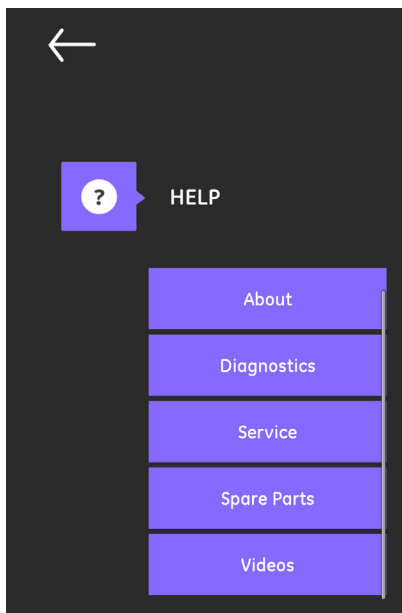 ?
HELP
About
Diagnostics
Service
Spare Parts
Videos